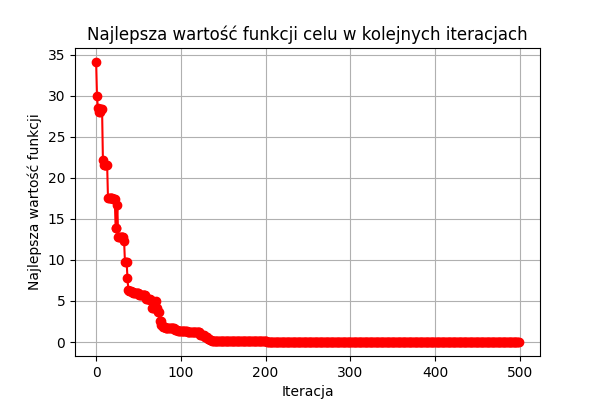 Najlepsza wartość funkcji celu w kolejnych iteracjach
Najlepsza wartość funkcji
35
30
25
20
15
10
5
0
0 100 200 300 400 500
Iteracja